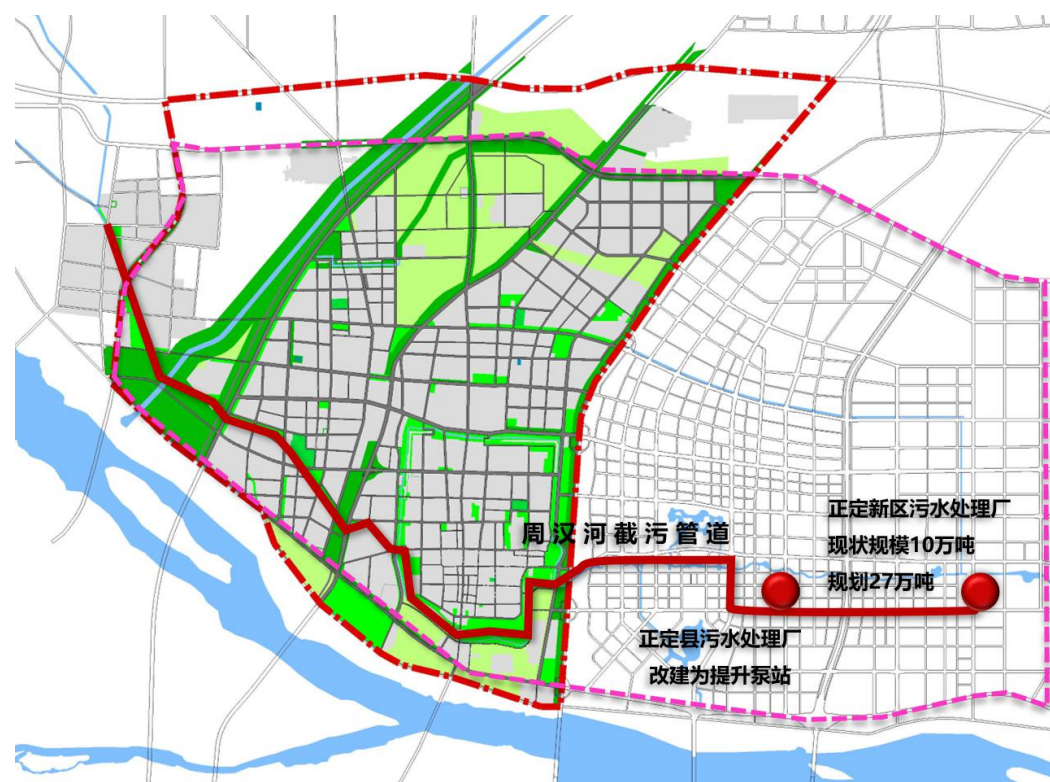 正定新区污水处理厂
周汉河截污管道
现状规模10万吨
规划27万吨
正定县污水处理厂
改建为提升泵站